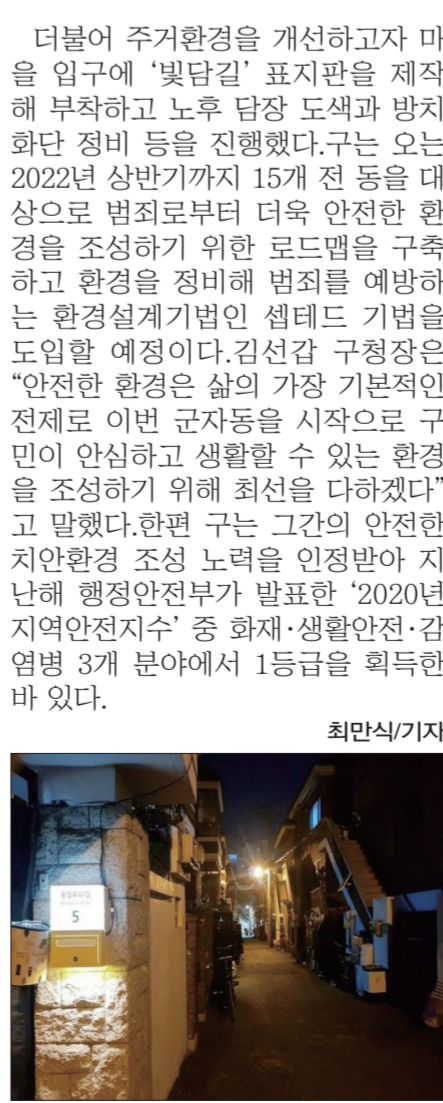 더불어 주거환경을 개선하고자 마
을 입구에 ‘빛담길’ 표지판을 제작
해 부착하고 노후 담장 도색과 방치
화단 정비 등을 진행했다.구는 오는
2022년 상반기까지 15개 전 동을 대
상으로 범죄로부터 더욱 안전한 환
경을 조성하기 위한 로드맵을 구축
하고 환경을 정비해 범죄를 예방하
는 환경설계기법인 셉테드 기법을
도입할 예정이다.김선갑 구청장은
“안전한 환경은 삶의 가장 기본적인
전제로 이번 군자동을 시작으로 구
민이 안심하고 생활할 수 있는 환경
을 조성하기 위해 최선을 다하겠다”
고 말했다.한편 구는 그간의 안전한
치안환경 조성 노력을 인정받아 지
난해 행정안전부가 발표한 ‘2020년
지역안전지수’ 중 화재·생활안전·감
염병 3개 분야에서 1등급을 획득한
바 있다.
최만식/기자
5